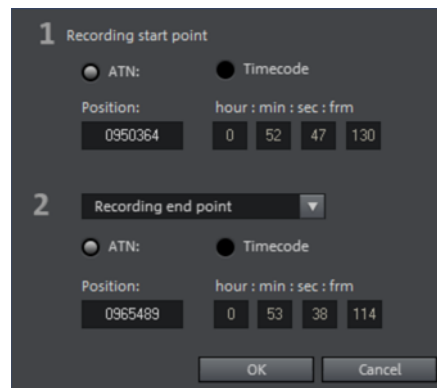 1 Recording start point
ATN: Timecode
Position: hour : min : sec : frm
0950364 0 52 47 130
2 Recording end point
ATN: Timecode
Position: hour : min : sec : frm
0965489 0 53 38 114
OK Cancel